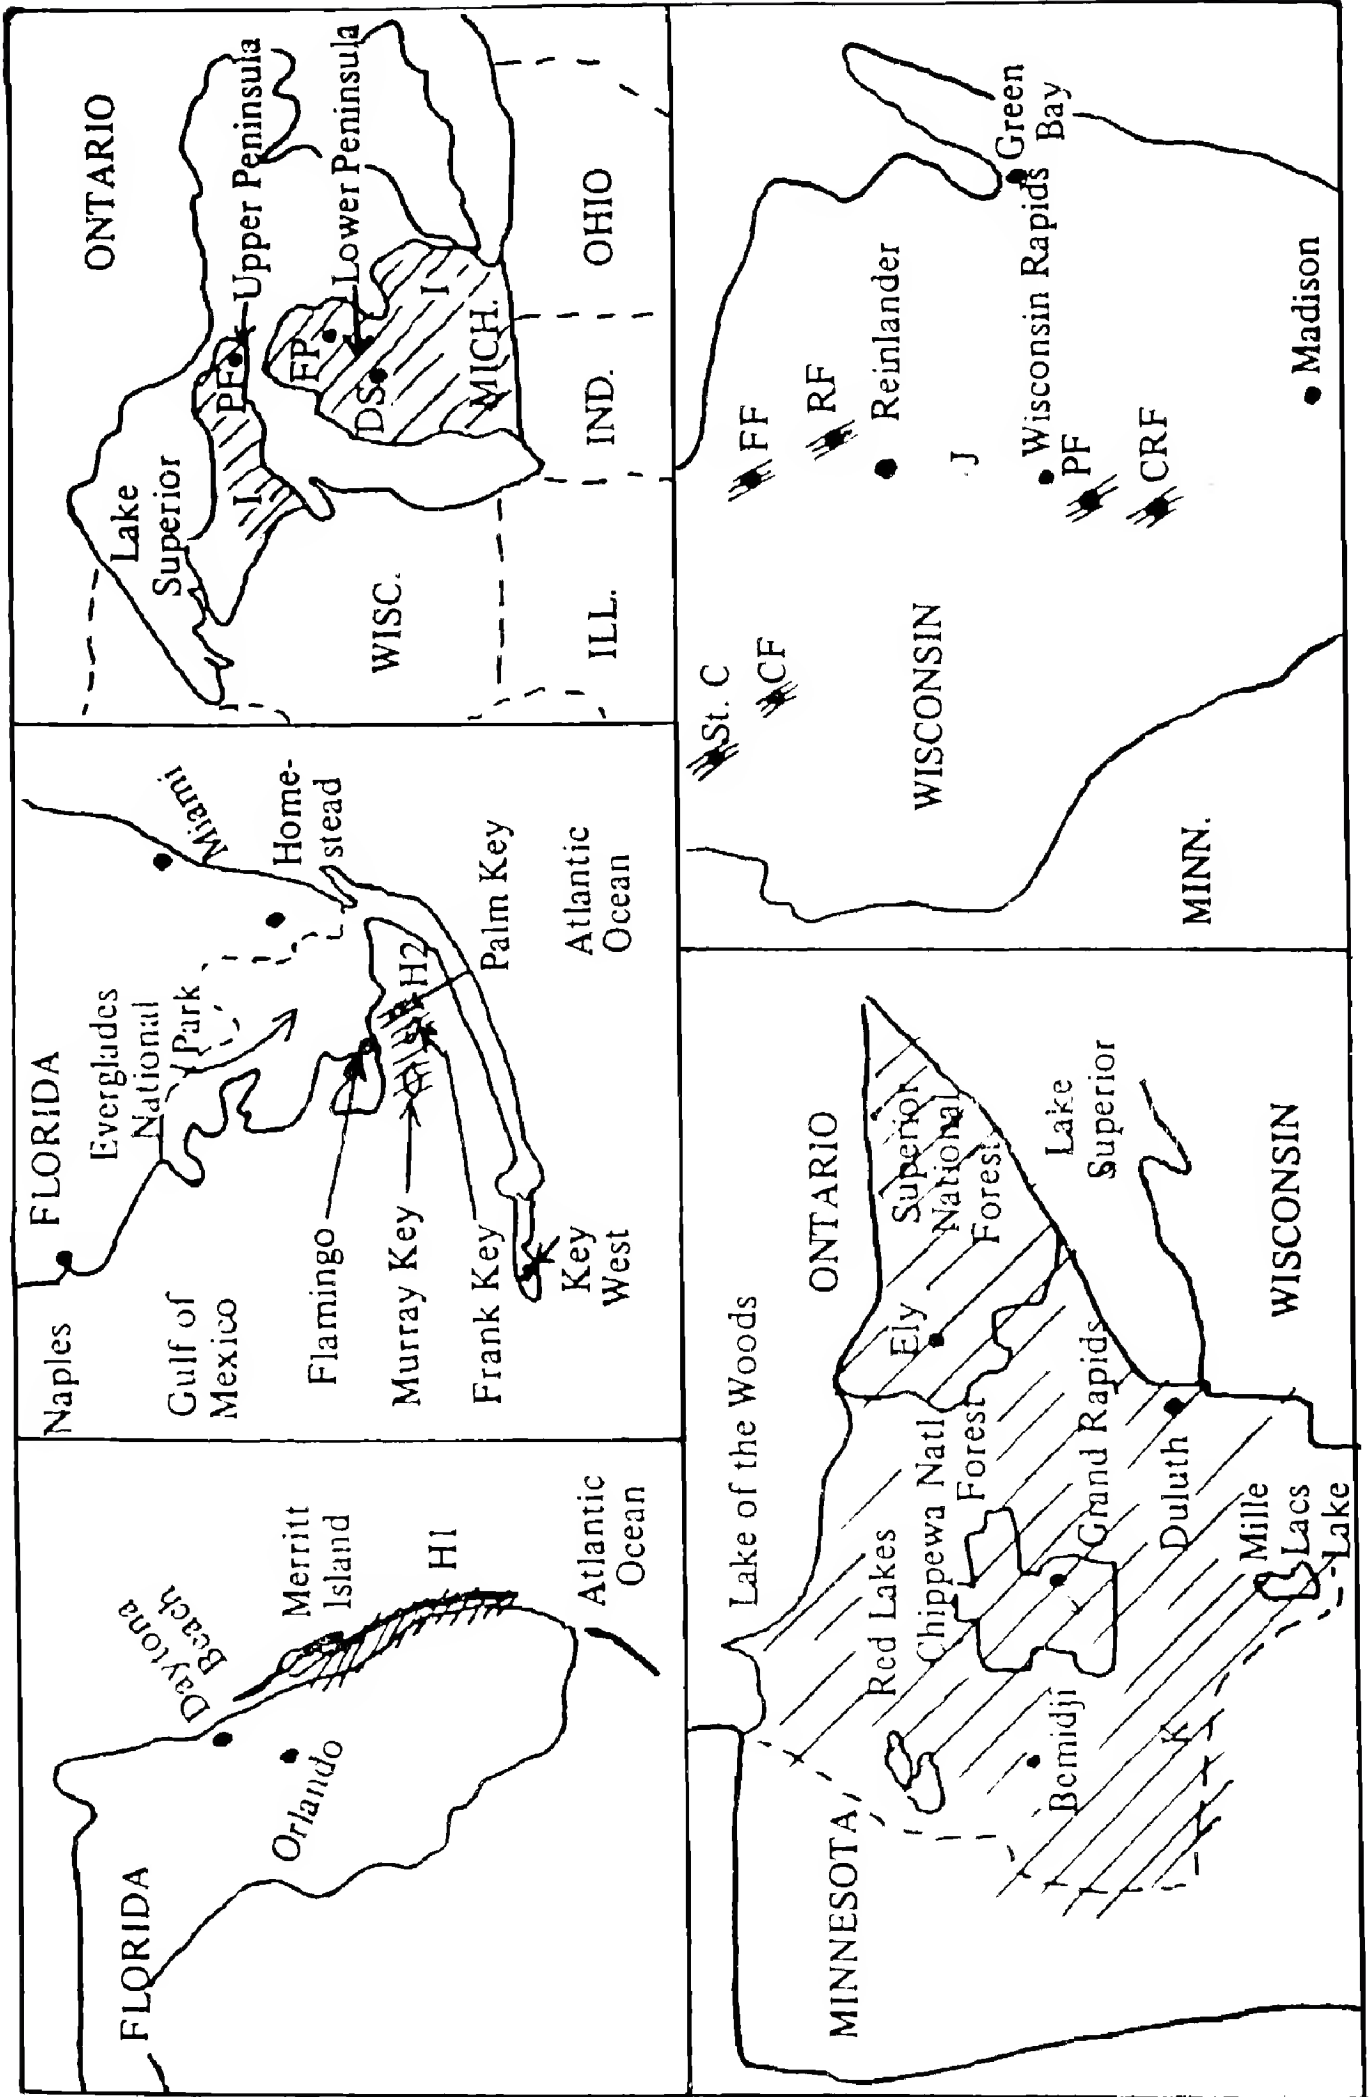 FLORIDA
Daytona
Beach
Orlando
Merritt
Island
H1
Atlantic
Ocean
Naples
FLORIDA
Everglades
National
Park
Miami
Home-
stead
Gulf of
Mexico
Flamingo
Murray Key
Frank Key
H2
Palm Key
Key
West
Atlantic
Ocean
ONTARIO
Lake
Superior
Upper Peninsula
Lower Peninsula
PF
I
FP
DS
I
MICH.
WISC.
ILL.
IND.
OHIO
MINNESOTA
Lake of the Woods
ONTARIO
Red Lakes
Chippewa Natl
Forest
Ely
Superior
National
Forest
Bemidji
Grand Rapids
Lake
Superior
K
Duluth
Mille
Lacs
Lake
WISCONSIN
St. C
CF
FF
RF
Reinlander
WISCONSIN
J
Wisconsin Rapids
Green
Bay
PF
CRF
MINN.
Madison